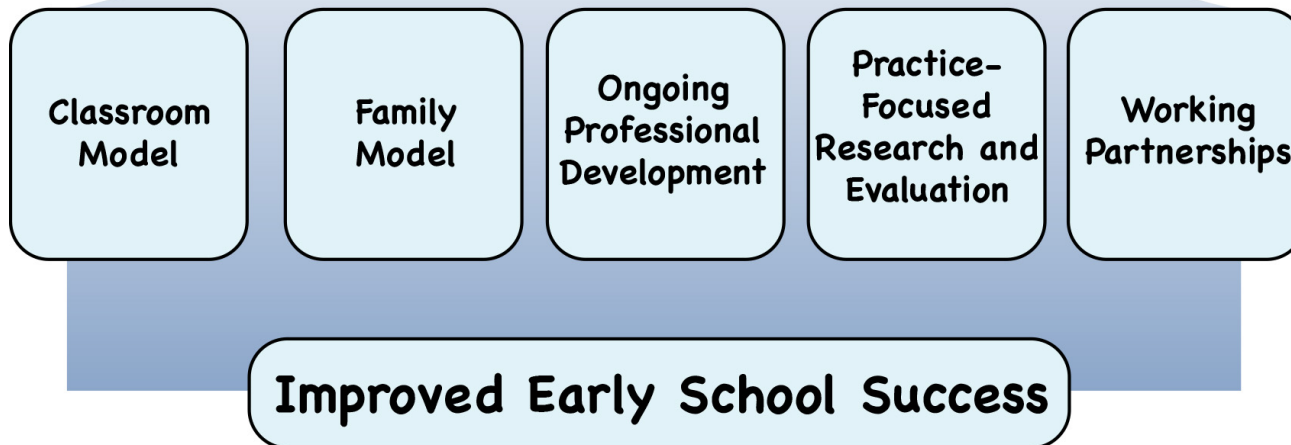 Classroom
Model
Family
Model
Ongoing
Professional
Development
Practice-
Focused
Research and
Evaluation
Working
Partnerships
Improved Early School Success